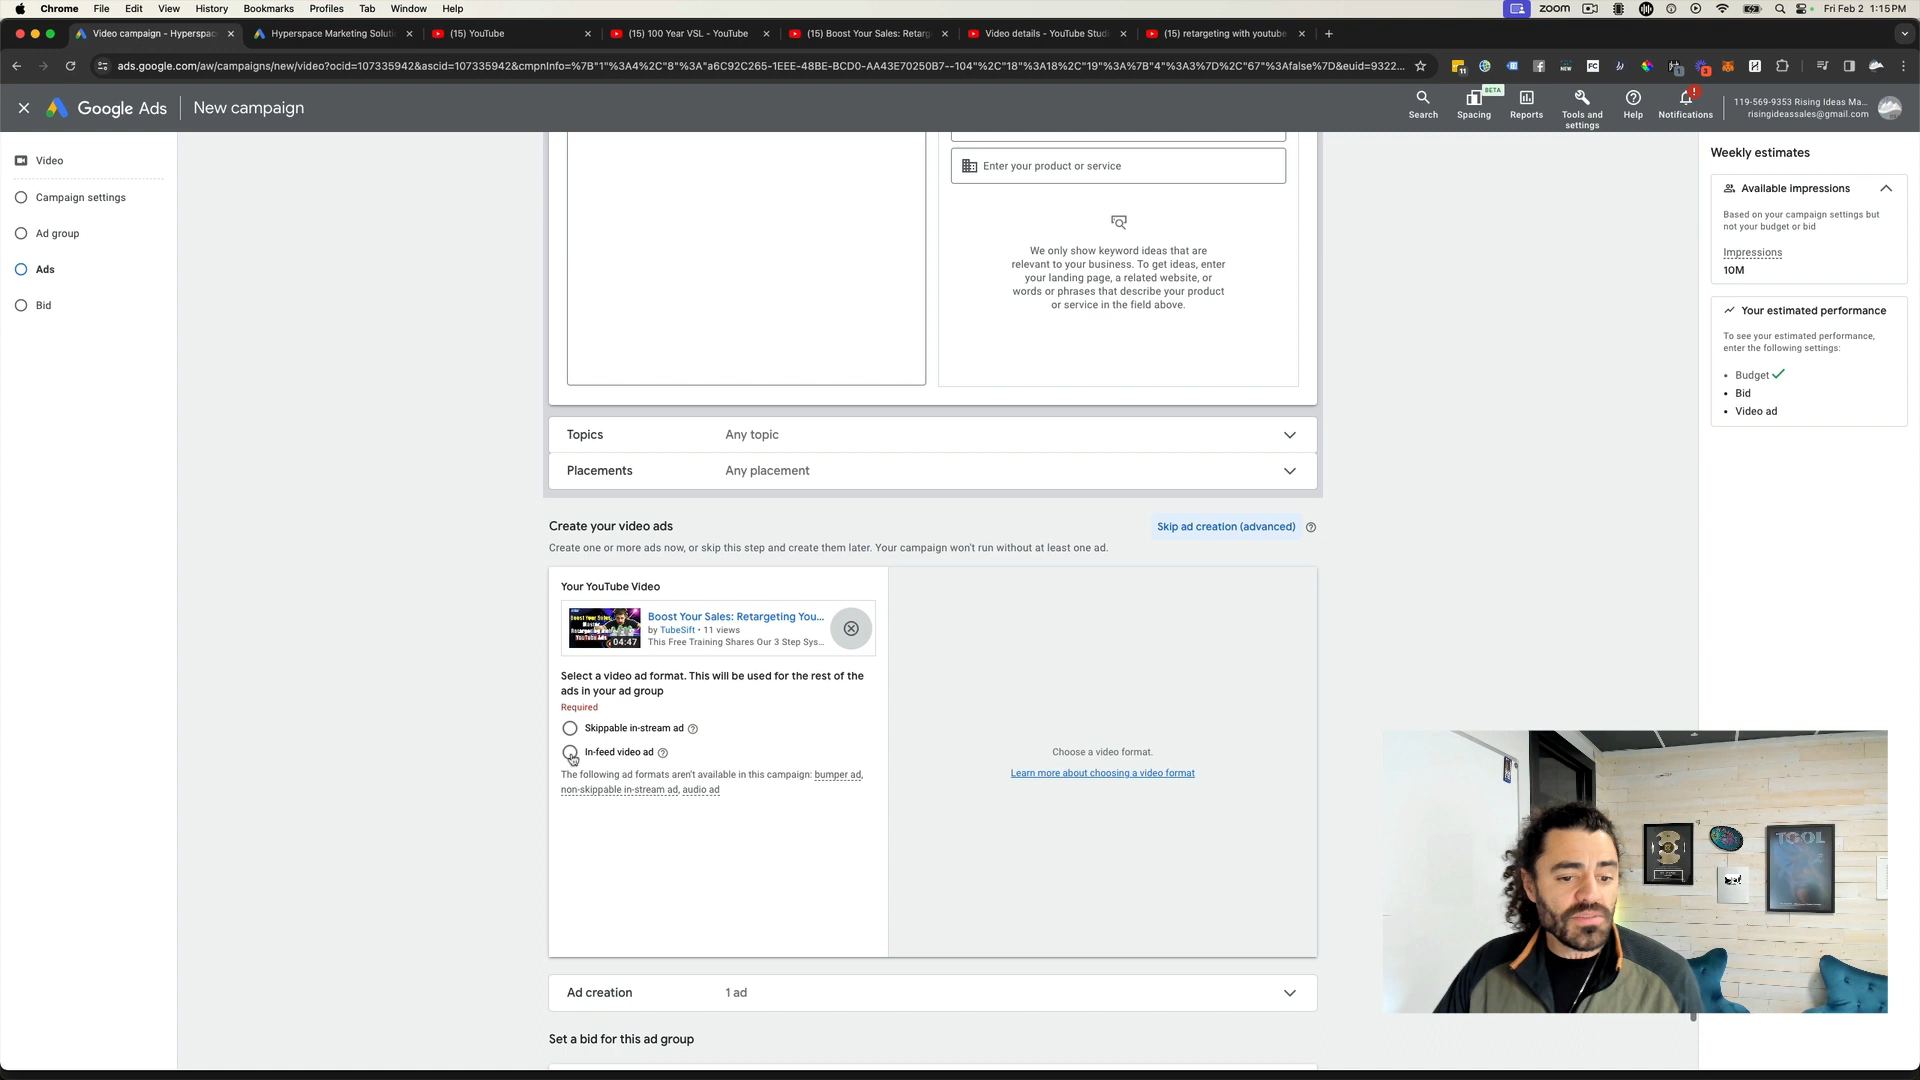 Chrome File Edit View History Bookmarks Profiles Tab Window Help
zoom
Fri Feb 2 1:15 PM
Video campaign - Hyperspac
Hyperspace Marketing Soluti
(15) YouTube
(15) 100 Year VSL - YouTube
(15) Boost Your Sales: Retarg
Video details - YouTube Stud
(15) retargeting with youtube
ads.google.com/aw/campaigns/new/video?ocid=107335942&ascid=107335942&cmpnInfo=%7B"1"%3A4%2C"8"%3A"a6C92C265-1EEE-48BE-BCD0-AA43E70250B7--104"%2C"18"%3A18%2C"19"%3A%7B"4"%3A3%7D%2C"67"%3Afalse%7D&euid=9322...
Google Ads
New campaign
BETA
Search
Spacing
Reports
Tools and settings
Help
Notifications
119-569-9353 Rising Ideas Ma...
risingideassales@gmail.com
Video
Campaign settings
Ad group
Ads
Bid
Enter your product or service
We only show keyword ideas that are
relevant to your business. To get ideas, enter
your landing page, a related website, or
words or phrases that describe your product
or service in the field above.
Topics Any topic
Placements Any placement
Create your video ads
Skip ad creation (advanced)
Create one or more ads now, or skip this step and create them later. Your campaign won't run without at least one ad.
Your YouTube Video
04:47
Boost Your Sales: Retargeting You...
by TubeSift • 11 views
This Free Training Shares Our 3 Step Sys...
Select a video ad format. This will be used for the rest of the
ads in your ad group
Required
Skippable in-stream ad
In-feed video ad
The following ad formats aren't available in this campaign: bumper ad,
non-skippable in-stream ad, audio ad
Choose a video format.
Learn more about choosing a video format
Ad creation 1 ad
Set a bid for this ad group
Weekly estimates
Available impressions
Based on your campaign settings but
not your budget or bid
Impressions
10M
Your estimated performance
To see your estimated performance,
enter the following settings:
• Budget
• Bid
• Video ad
TOOL